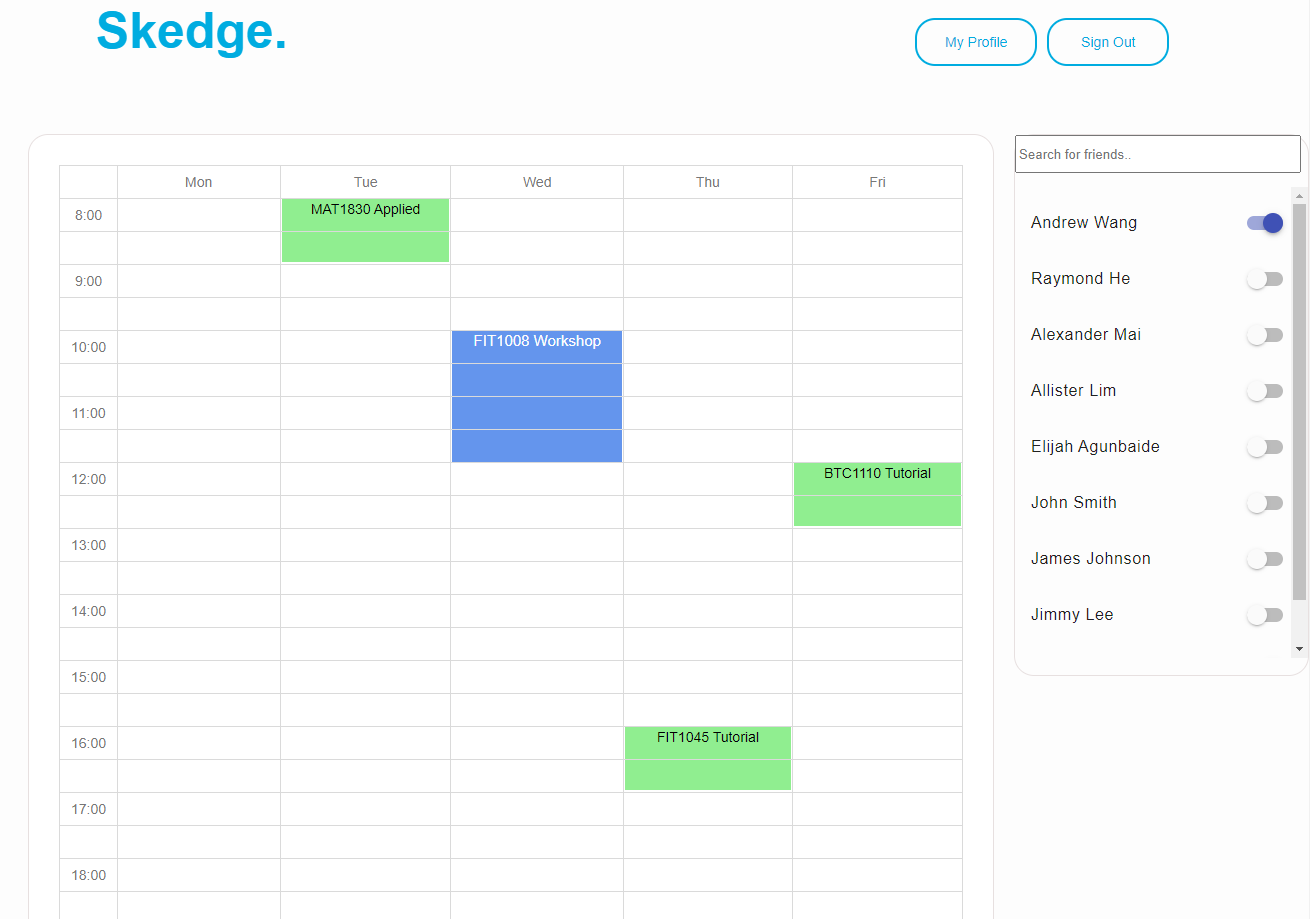 Skedge.
My Profile
Sign Out
Mon Tue Wed Thu Fri
8:00
MAT1830 Applied
9:00
10:00
FIT1008 Workshop
11:00
12:00
BTC1110 Tutorial
13:00
14:00
15:00
16:00
FIT1045 Tutorial
17:00
18:00
Search for friends..
Andrew Wang
Raymond He
Alexander Mai
Allister Lim
Elijah Agunbaide
John Smith
James Johnson
Jimmy Lee